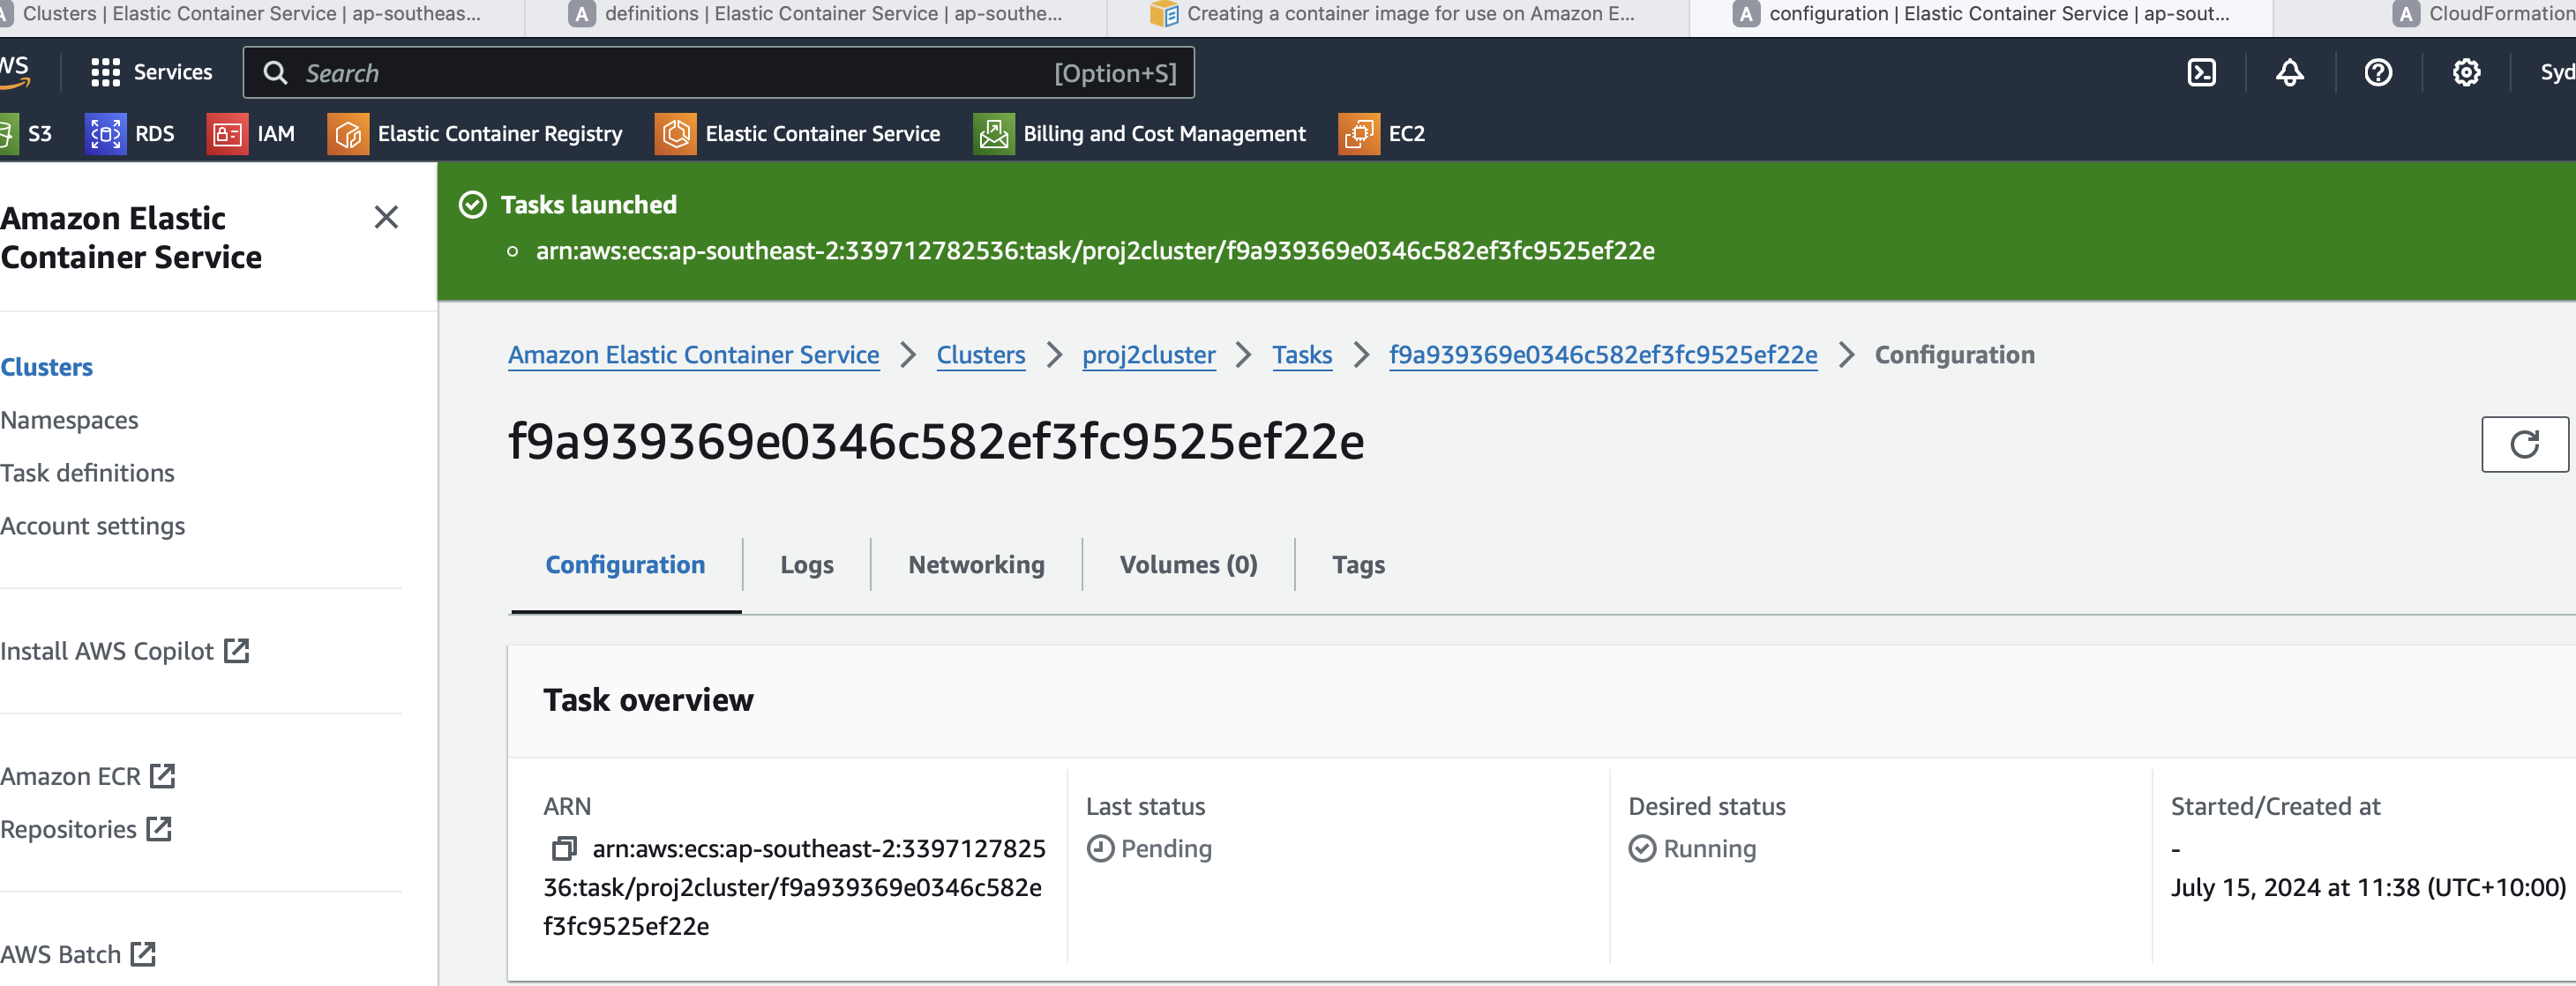 Clusters | Elastic Container Service | ap-southeas...
definitions | Elastic Container Service | ap-southe...
Creating a container image for use on Amazon E...
configuration | Elastic Container Service | ap-sout...
CloudFormation
Services
Search
[Option+S]
S3
RDS
IAM
Elastic Container Registry
Elastic Container Service
Billing and Cost Management
EC2
Amazon Elastic
Container Service
Clusters
Namespaces
Task definitions
Account settings
Install AWS Copilot
Amazon ECR
Repositories
AWS Batch
Tasks launched
arn:aws:ecs:ap-southeast-2:339712782536:task/proj2cluster/f9a939369e0346c582ef3fc9525ef22e
Amazon Elastic Container Service > Clusters > proj2cluster > Tasks > f9a939369e0346c582ef3fc9525ef22e > Configuration
f9a939369e0346c582ef3fc9525ef22e
Configuration
Logs
Networking
Volumes (0)
Tags
Task overview
ARN
arn:aws:ecs:ap-southeast-2:3397127825
36:task/proj2cluster/f9a939369e0346c582e
f3fc9525ef22e
Last status
Pending
Desired status
Running
Started/Created at
-
July 15, 2024 at 11:38 (UTC+10:00)